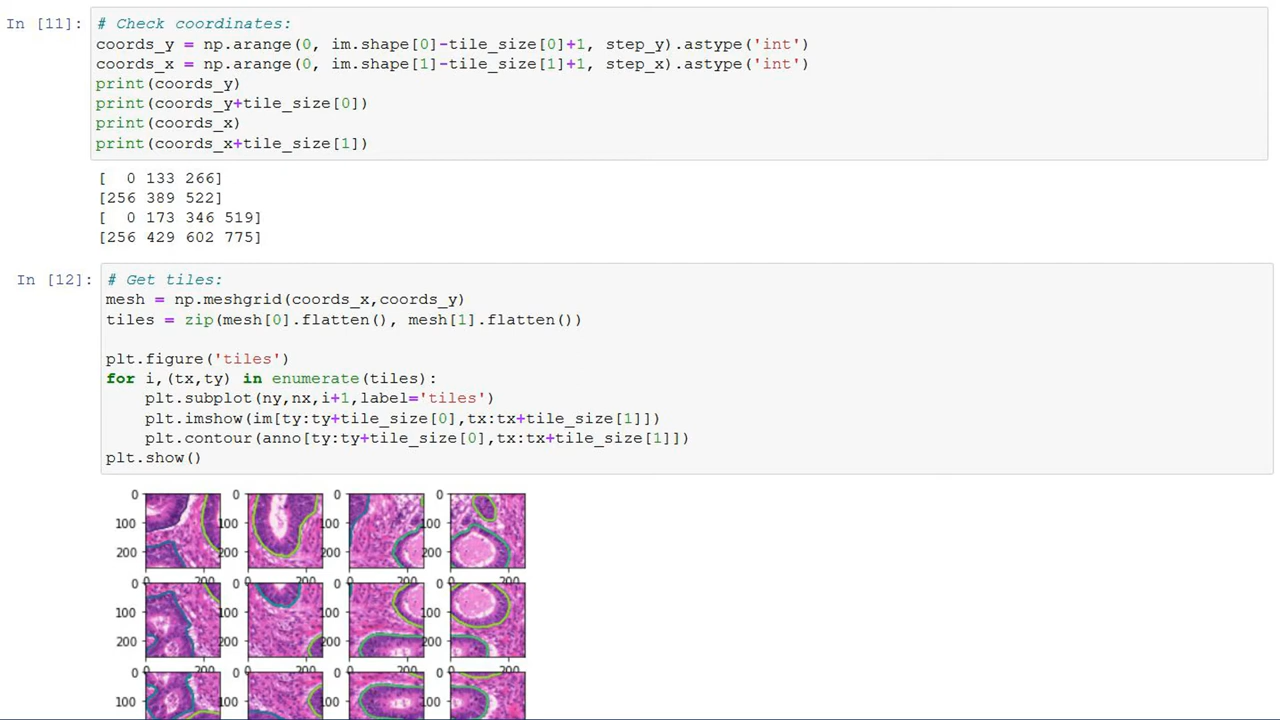 In [11]:
# Check coordinates:
coords_y = np.arange(0, im.shape[0]-tile_size[0]+1, step_y).astype('int')
coords_x = np.arange(0, im.shape[1]-tile_size[1]+1, step_x).astype('int')
print(coords_y)
print(coords_y+tile_size[0])
print(coords_x)
print(coords_x+tile_size[1])
[  0 133 266]
[256 389 522]
[  0 173 346 519]
[256 429 602 775]
In [12]:
# Get tiles:
mesh = np.meshgrid(coords_x,coords_y)
tiles = zip(mesh[0].flatten(), mesh[1].flatten())
plt.figure('tiles')
for i,(tx,ty) in enumerate(tiles):
    plt.subplot(ny,nx,i+1,label='tiles')
    plt.imshow(im[ty:ty+tile_size[0],tx:tx+tile_size[1]])
    plt.contour(anno[ty:ty+tile_size[0],tx:tx+tile_size[1]])
plt.show()
0 0 0 0
100 100 100 100
200 200 200 200
0 200 0 200 0 200 0 200
0 0 0 0
100 100 100 100
200 200 200 200
0 200 0 200 0 200 0 200
0 0 0 0
100 100 100 100